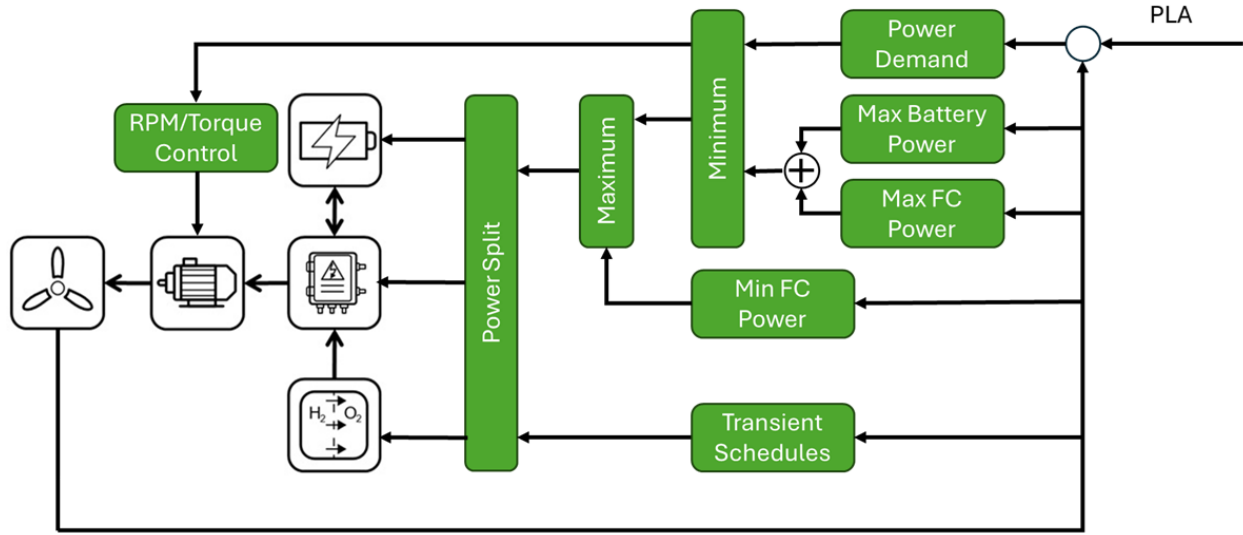 PLA
Power
Demand
RPM/Torque
Control
Max Battery
Power
Max FC
Power
Minimum
Maximum
Power Split
Min FC
Power
H2 O2
Transient
Schedules